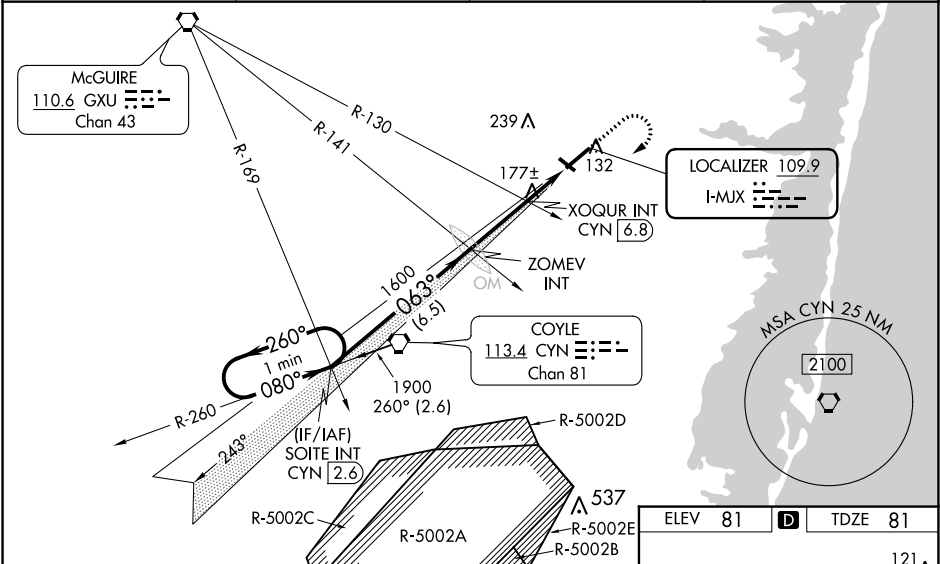 McGUIRE
110.6 GXU
Chan 43
R-130
R-141
R-169
239
177±
132
LOCALIZER 109.9
I-MJX
XOQUR INT
CYN 6.8
ZOMEV
INT
OM
1600
063°
(6.5)
260°
1 min
080°
COYLE
113.4 CYN
Chan 81
1900
260° (2.6)
R-260
243°
(IF/IAF)
SOITE INT
CYN 2.6
MSA CYN 25 NM
2100
R-5002D
R-5002C
R-5002A
537
R-5002E
R-5002B
ELEV 81 D TDZE 81
121